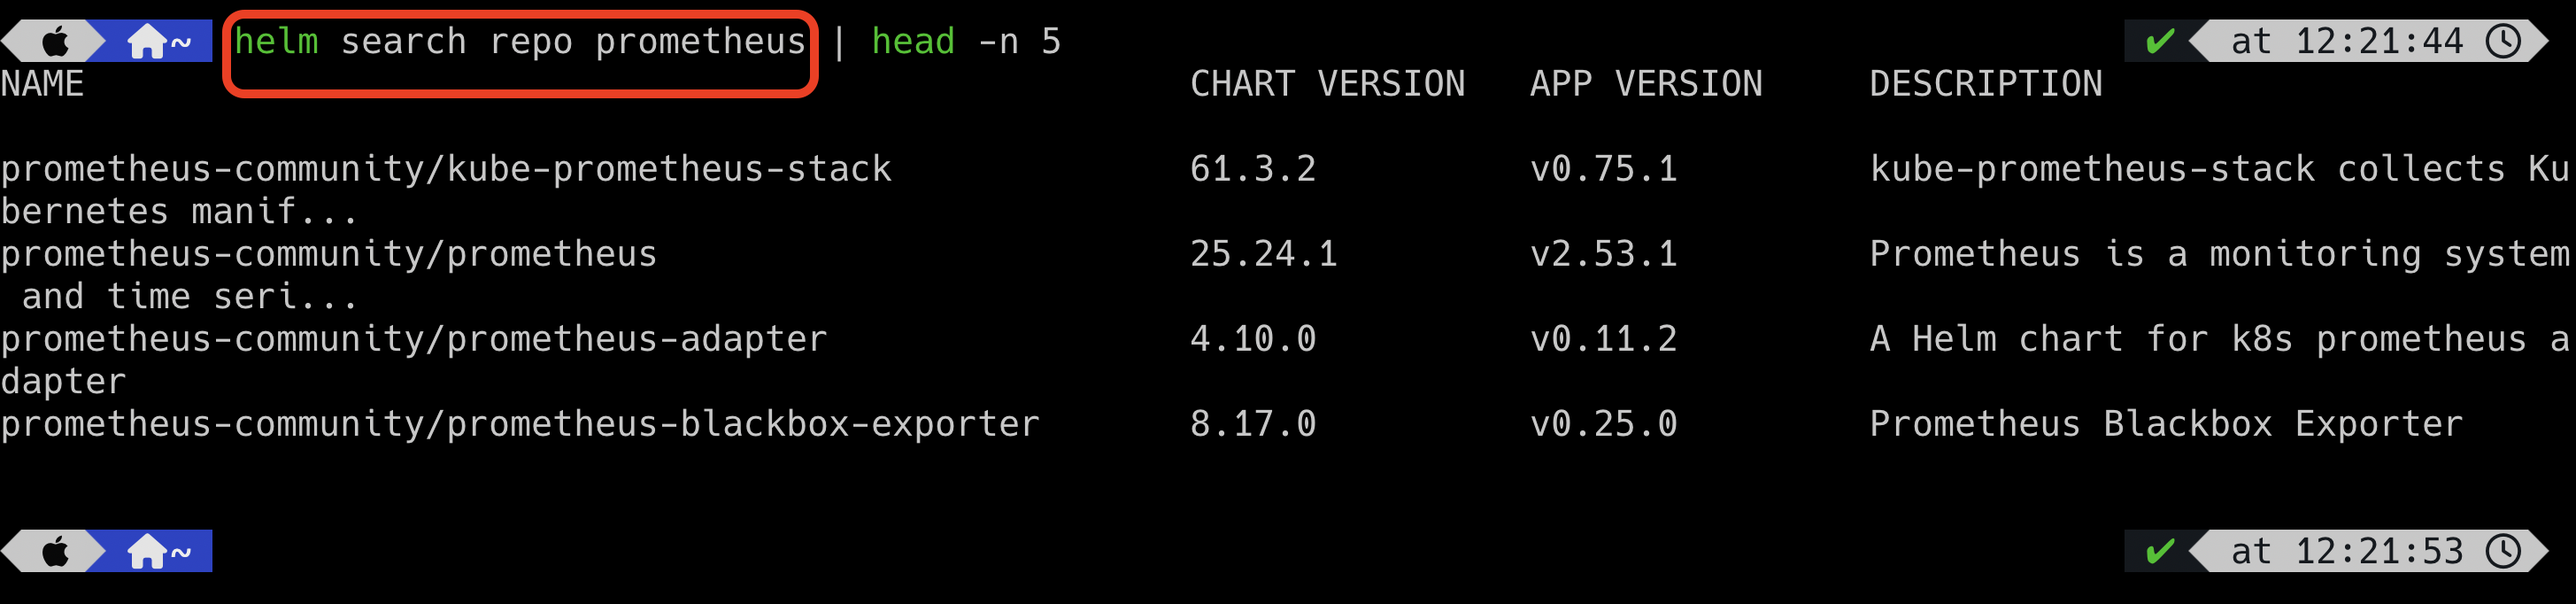 ~ helm search repo prometheus | head -n 5 ✔ at 12:21:44
NAME CHART VERSION APP VERSION DESCRIPTION
prometheus-community/kube-prometheus-stack 61.3.2 v0.75.1 kube-prometheus-stack collects Ku
bernetes manif...
prometheus-community/prometheus 25.24.1 v2.53.1 Prometheus is a monitoring system
and time seri...
prometheus-community/prometheus-adapter 4.10.0 v0.11.2 A Helm chart for k8s prometheus a
dapter
prometheus-community/prometheus-blackbox-exporter 8.17.0 v0.25.0 Prometheus Blackbox Exporter
~ ✔ at 12:21:53